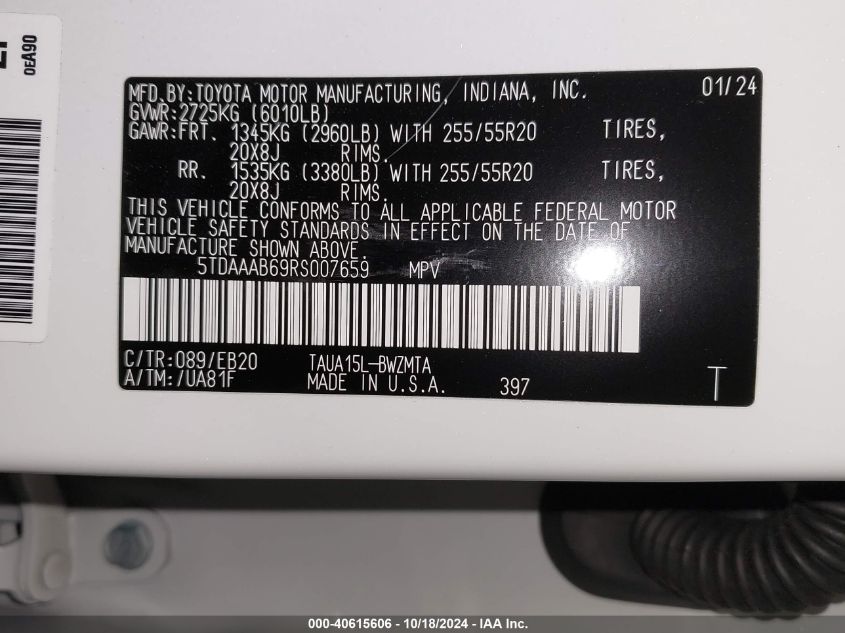 0EA90
MFD.BY:TOYOTA MOTOR MANUFACTURING, INDIANA, INC. 01/24
GVWR:2725KG (6010LB)
GAWR:FRT. 1345KG (2960LB) WITH 255/55R20 TIRES,
20X8J RIMS.
RR. 1535KG (3380LB) WITH 255/55R20 TIRES,
20X8J RIMS.
THIS VEHICLE CONFORMS TO ALL APPLICABLE FEDERAL MOTOR
VEHICLE SAFETY STANDARDS IN EFFECT ON THE DATE OF
MANUFACTURE SHOWN ABOVE.
5TDAAAB69RS007659 MPV
C/TR:089/EB20 TAUA15L-BWZMTA
A/TM:/UA81F MADE IN U.S.A. 397 T
000-40615606 - 10/18/2024 - IAA Inc.